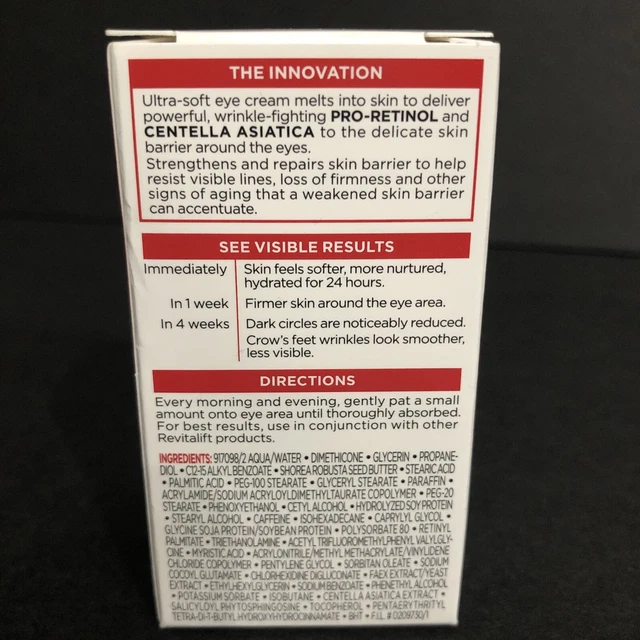 THE INNOVATION
Ultra-soft eye cream melts into skin to deliver
powerful, wrinkle-fighting PRO-RETINOL and
CENTELLA ASIATICA to the delicate skin
barrier around the eyes.
Strengthens and repairs skin barrier to help
resist visible lines, loss of firmness and other
signs of aging that a weakened skin barrier
can accentuate.
SEE VISIBLE RESULTS
Immediately Skin feels softer, more nurtured,
hydrated for 24 hours.
In 1 week Firmer skin around the eye area.
In 4 weeks Dark circles are noticeably reduced.
Crow's feet wrinkles look smoother,
less visible.
DIRECTIONS
Every morning and evening, gently pat a small
amount onto eye area until thoroughly absorbed.
For best results, use in conjunction with other
Revitalift products.
INGREDIENTS: 917098/2 AQUA/WATER • DIMETHICONE • GLYCERIN • PROPANE-
DIOL • C12-15 ALKYL BENZOATE • SHOREA ROBUSTA SEED BUTTER • STEARIC ACID
• PALMITIC ACID • PEG-100 STEARATE • GLYCERYL STEARATE • PARAFFIN •
ACRYLAMIDE/SODIUM ACRYLOYLDIMETHYLTAURATE COPOLYMER • PEG-20
STEARATE • PHENOXYETHANOL • CETYL ALCOHOL • HYDROLYZED SOY PROTEIN
• STEARYL ALCOHOL • CAFFEINE • ISOHEXADECANE • CAPRYLYL GLYCOL •
GLYCINE SOJA PROTEIN/SOYBEAN PROTEIN • POLYSORBATE 80 • RETINYL
PALMITATE • TRIETHANOLAMINE • ACETYL TRIFLUOROMETHYLPHENYL VALYLGLY-
CINE • MYRISTIC ACID • ACRYLONITRILE/METHYL METHACRYLATE/VINYLIDENE
CHLORIDE COPOLYMER • PENTYLENE GLYCOL • SORBITAN OLEATE • SODIUM
COCOYL GLUTAMATE • CHLORHEXIDINE DIGLUCONATE • FAEX EXTRACT/YEAST
EXTRACT • ETHYLHEXYLGLYCERIN • SODIUM BENZOATE • PHENETHYL ALCOHOL
• POTASSIUM SORBATE • ISOBUTANE • CENTELLA ASIATICA EXTRACT •
SALICYLOYL PHYTOSPHINGOSINE • TOCOPHEROL • PENTAERYTHRITYL
TETRA-DI-T-BUTYL HYDROXYHYDROCINNAMATE • BHT • F.I.L. # D209730/1